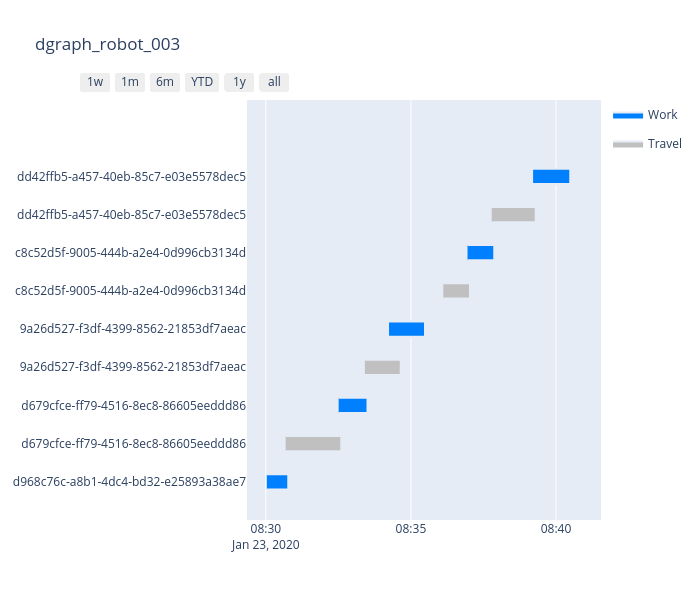 dgraph_robot_003
1w 1m 6m YTD 1y all
Work
Travel
dd42ffb5-a457-40eb-85c7-e03e5578dec5
dd42ffb5-a457-40eb-85c7-e03e5578dec5
c8c52d5f-9005-444b-a2e4-0d996cb3134d
c8c52d5f-9005-444b-a2e4-0d996cb3134d
9a26d527-f3df-4399-8562-21853df7aeac
9a26d527-f3df-4399-8562-21853df7aeac
d679cfce-ff79-4516-8ec8-86605eeddd86
d679cfce-ff79-4516-8ec8-86605eeddd86
d968c76c-a8b1-4dc4-bd32-e25893a38ae7
08:30 08:35 08:40
Jan 23, 2020